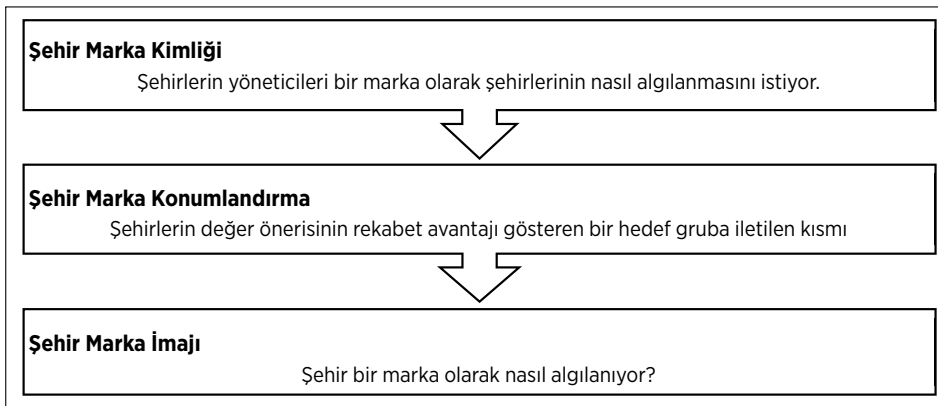 Şehir Marka Kimliği
Şehirlerin yöneticileri bir marka olarak şehirlerinin nasıl algılanmasını istiyor.
Şehir Marka Konumlandırma
Şehirlerin değer önerisinin rekabet avantajı gösteren bir hedef gruba iletilen kısmı
Şehir Marka İmajı
Şehir bir marka olarak nasıl algılanıyor?